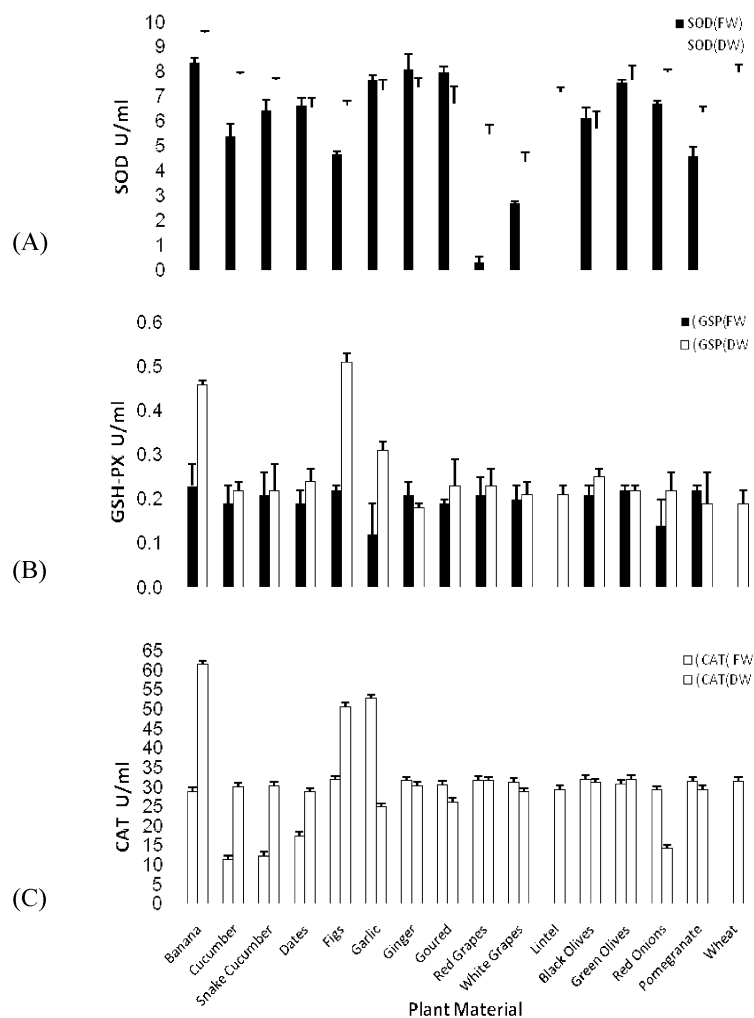 (A)
SOD U/ml
10
9
8
7
6
5
4
3
2
1
0
SOD(FW)
SOD(DW)
(B)
GSH-PX U/ml
0.6
0.5
0.4
0.3
0.2
0.1
0.0
(GSP(FW
(GSP(DW
(C)
CAT U/ml
65
60
55
50
45
40
35
30
25
20
15
10
5
0
(CAT( FW
(CAT(DW
Banana
Cucumber
Snake Cucumber
Dates
Figs
Garlic
Ginger
Goured
Red Grapes
White Grapes
Lintel
Black Olives
Green Olives
Red Onions
Pomegranate
Wheat
Plant Material